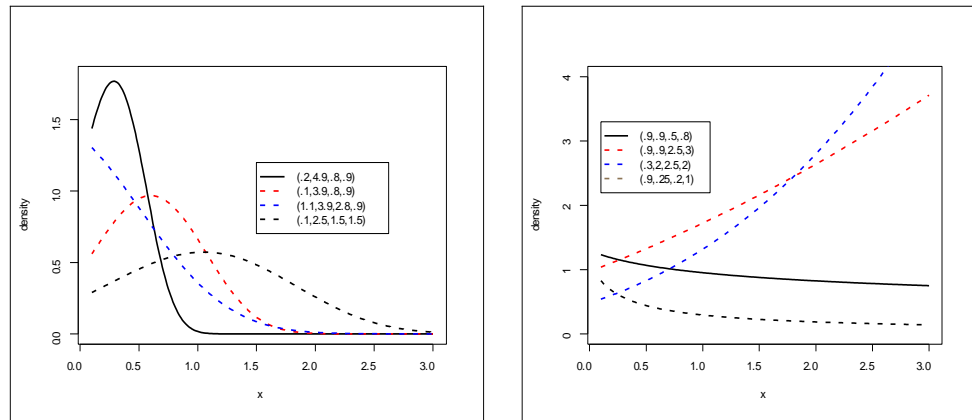 density
1.5
1.0
0.5
0.0
(.2,4.9,.8,.9)
(.1,3.9,.8,.9)
(1.1,3.9,2.8,.9)
(.1,2.5,1.5,1.5)
0.0 0.5 1.0 1.5 2.0 2.5 3.0
x
density
4
3
2
1
0
(.9,.9,.5,.8)
(.9,.9,2.5,3)
(.3,2,2.5,2)
(.9,.25,.2,1)
0.0 0.5 1.0 1.5 2.0 2.5 3.0
x